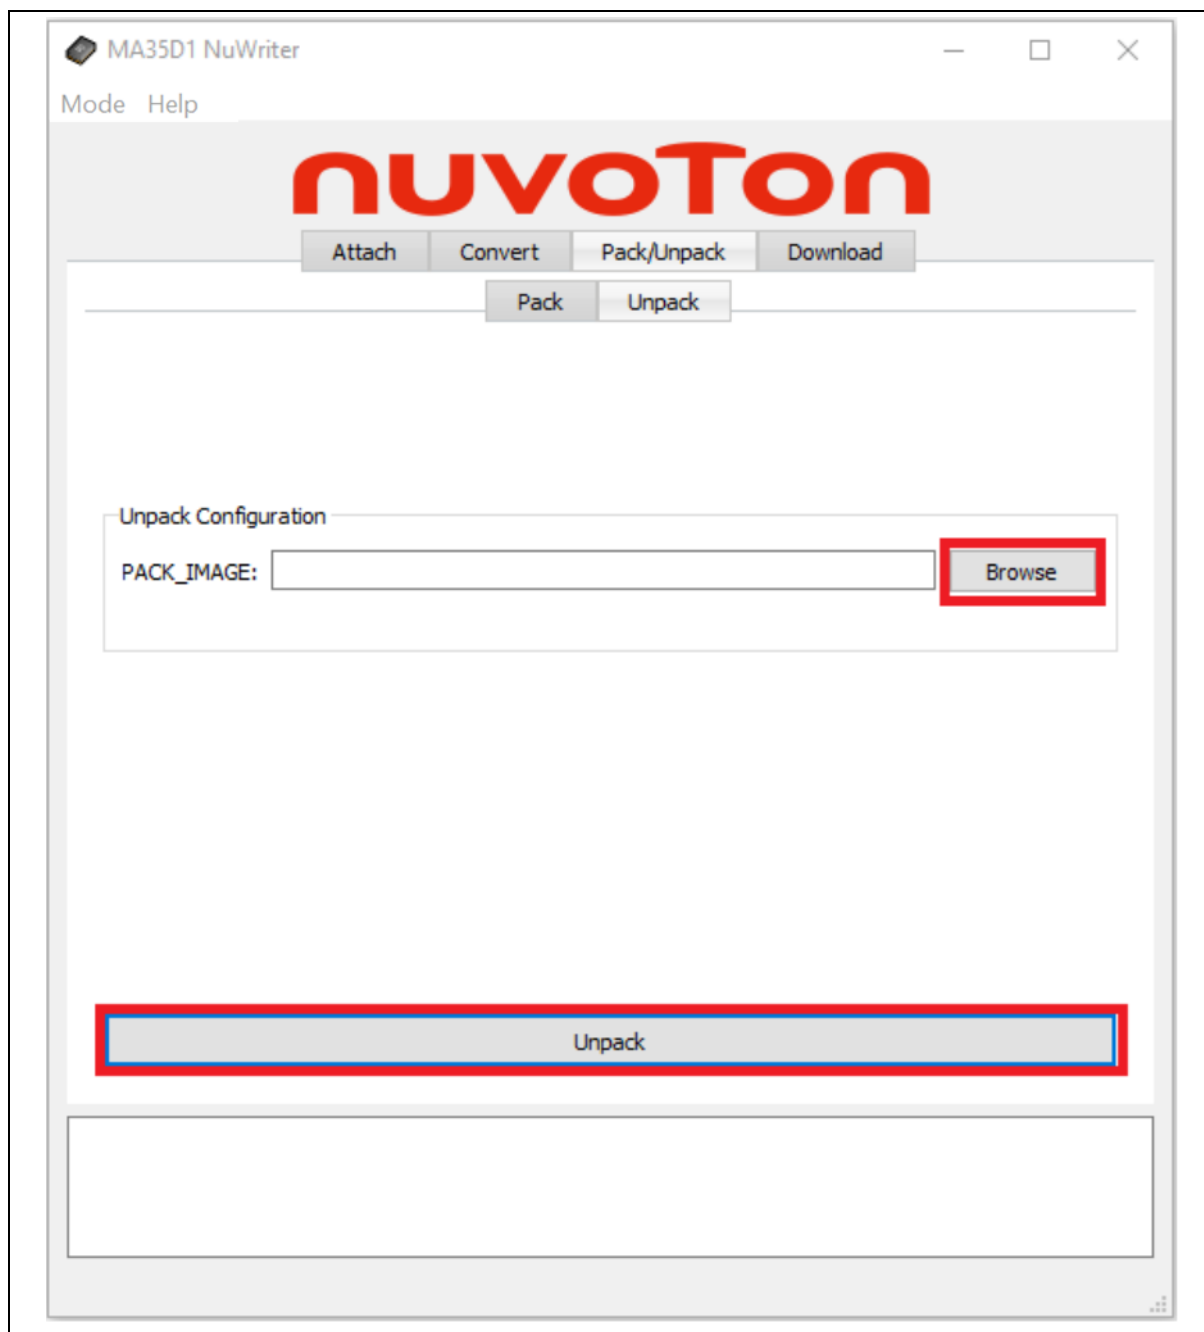 MA35D1 NuWriter
Mode Help
nuvoTon
Attach Convert Pack/Unpack Download
Pack Unpack
Unpack Configuration
PACK_IMAGE: Browse
Unpack